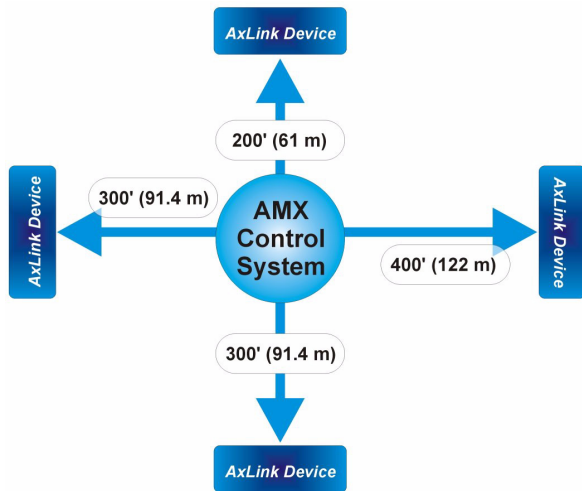 AxLink Device
200' (61 m)
AxLink Device
300' (91.4 m)
AMX
Control
System
400' (122 m)
AxLink Device
300' (91.4 m)
AxLink Device